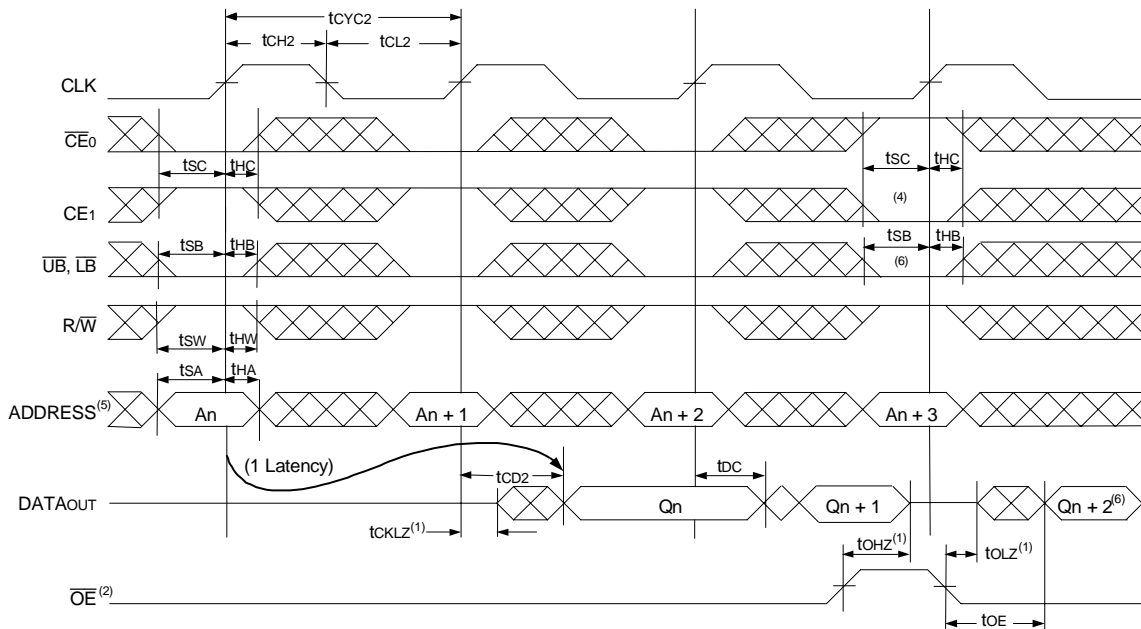 tCYC2
tCH2 tCL2
CLK
CE0
tSC tHC tSC tHC
CE1 (4)
tSB tHB tSB tHB
UB, LB (6)
R/W
tSW tHW
tSA tHA
ADDRESS(5) An An + 1 An + 2 An + 3
(1 Latency) tCD2 tDC
DATAOUT Qn Qn + 1 Qn + 2(6)
tCKLZ(1) tOHZ(1) tOLZ(1)
OE(2)
tOE